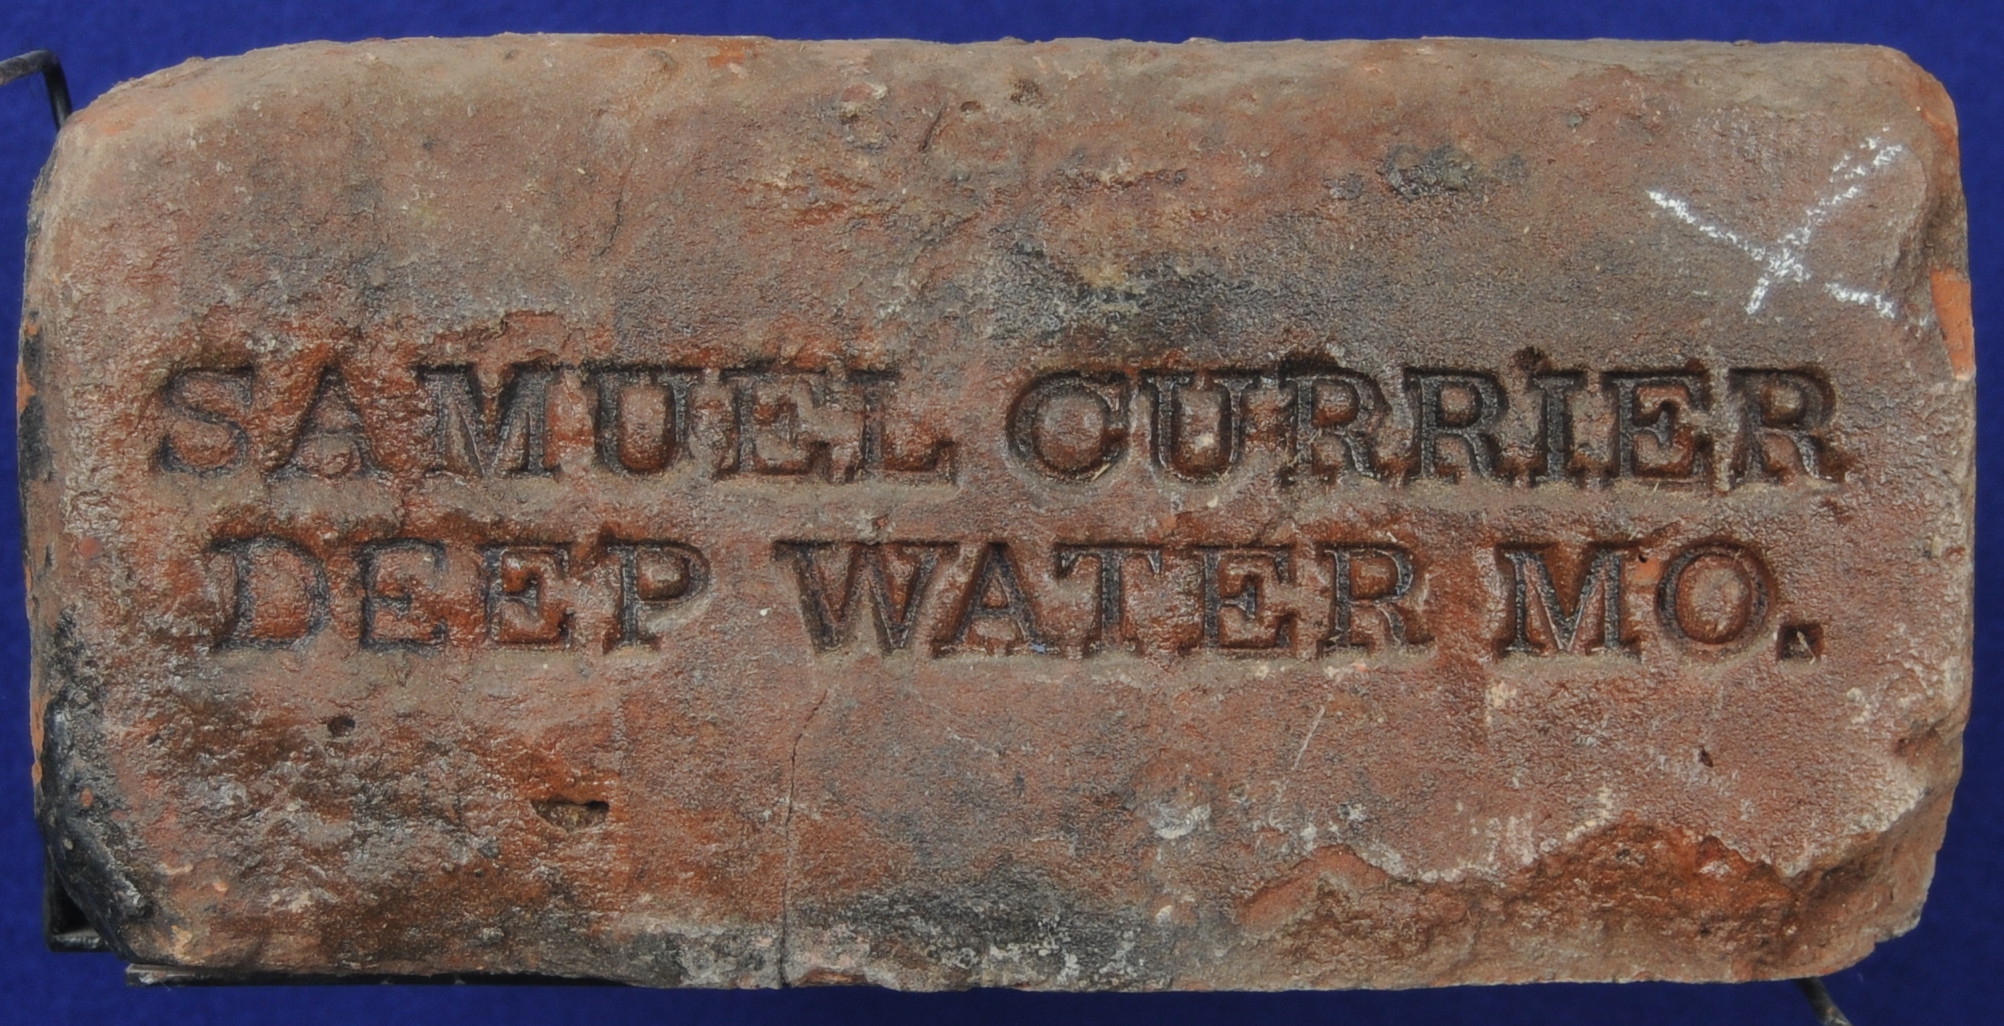 SAMUEL CURRIER
DEEP WATER MO.